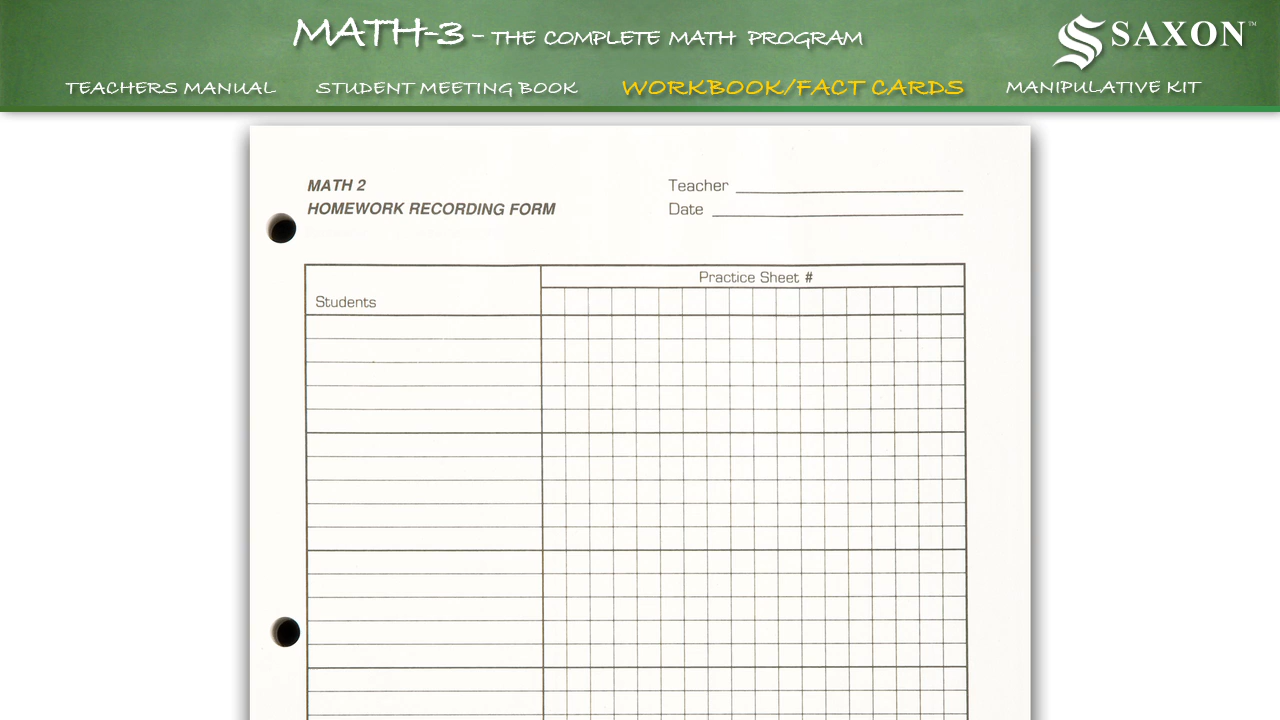 MATH-3 – THE COMPLETE MATH PROGRAM
SAXON™
TEACHERS MANUAL STUDENT MEETING BOOK WORKBOOK/FACT CARDS MANIPULATIVE KIT
MATH 2
HOMEWORK RECORDING FORM
Teacher
Date
Practice Sheet #
Students